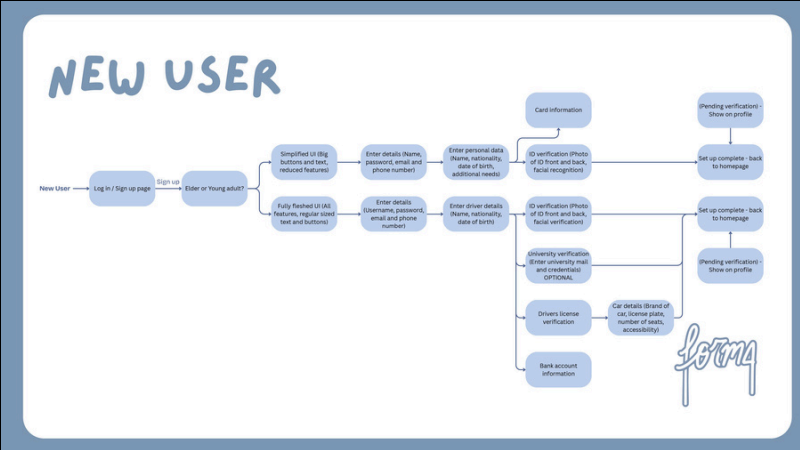 NEW USER
Card information
(Pending verification) -
Show on profile
Simplified UI (Big
buttons and text,
reduced features)
Enter details (Name,
password, email and
phone number)
Enter personal data
(Name, nationality,
date of birth,
additional needs)
ID verification (Photo
of ID front and back,
facial recognition)
Set up complete - back
to homepage
New User
Log In / Sign up page
Sign up
Elder or Young adult?
Fully fleshed UI (All
features, regular sized
text and buttons)
Enter details
(Username, password,
email and phone
number)
Enter driver details
(Name, nationality,
date of birth)
ID verification (Photo
of ID front and back,
facial verification)
Set up complete - back
to homepage
University verification
(Enter university mail
and credentials)
OPTIONAL
(Pending verification) -
Show on profile
Drivers license
verification
Car details (Brand of
car, license plate,
number of seats,
accessibility)
Bank account
information
forma